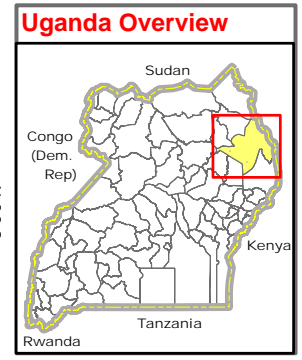 Uganda Overview
Sudan
Congo
(Dem.
Rep)
Kenya
Tanzania
Rwanda